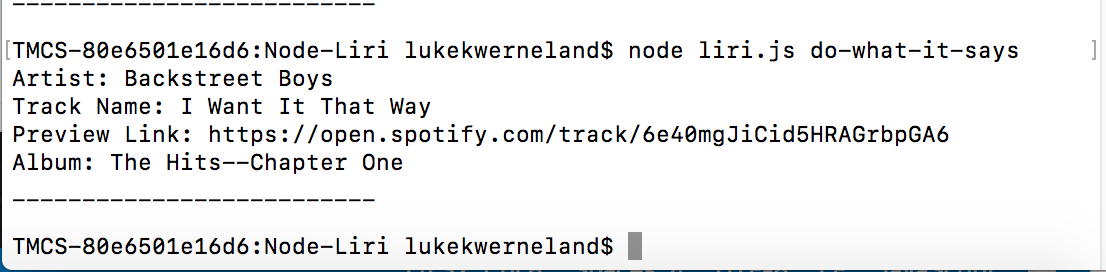 --------------------------
[TMCS-80e6501e16d6:Node-Liri lukekwerneland$ node liri.js do-what-it-says ]
Artist: Backstreet Boys
Track Name: I Want It That Way
Preview Link: https://open.spotify.com/track/6e40mgJiCid5HRAGrbpGA6
Album: The Hits--Chapter One
--------------------------
TMCS-80e6501e16d6:Node-Liri lukekwerneland$